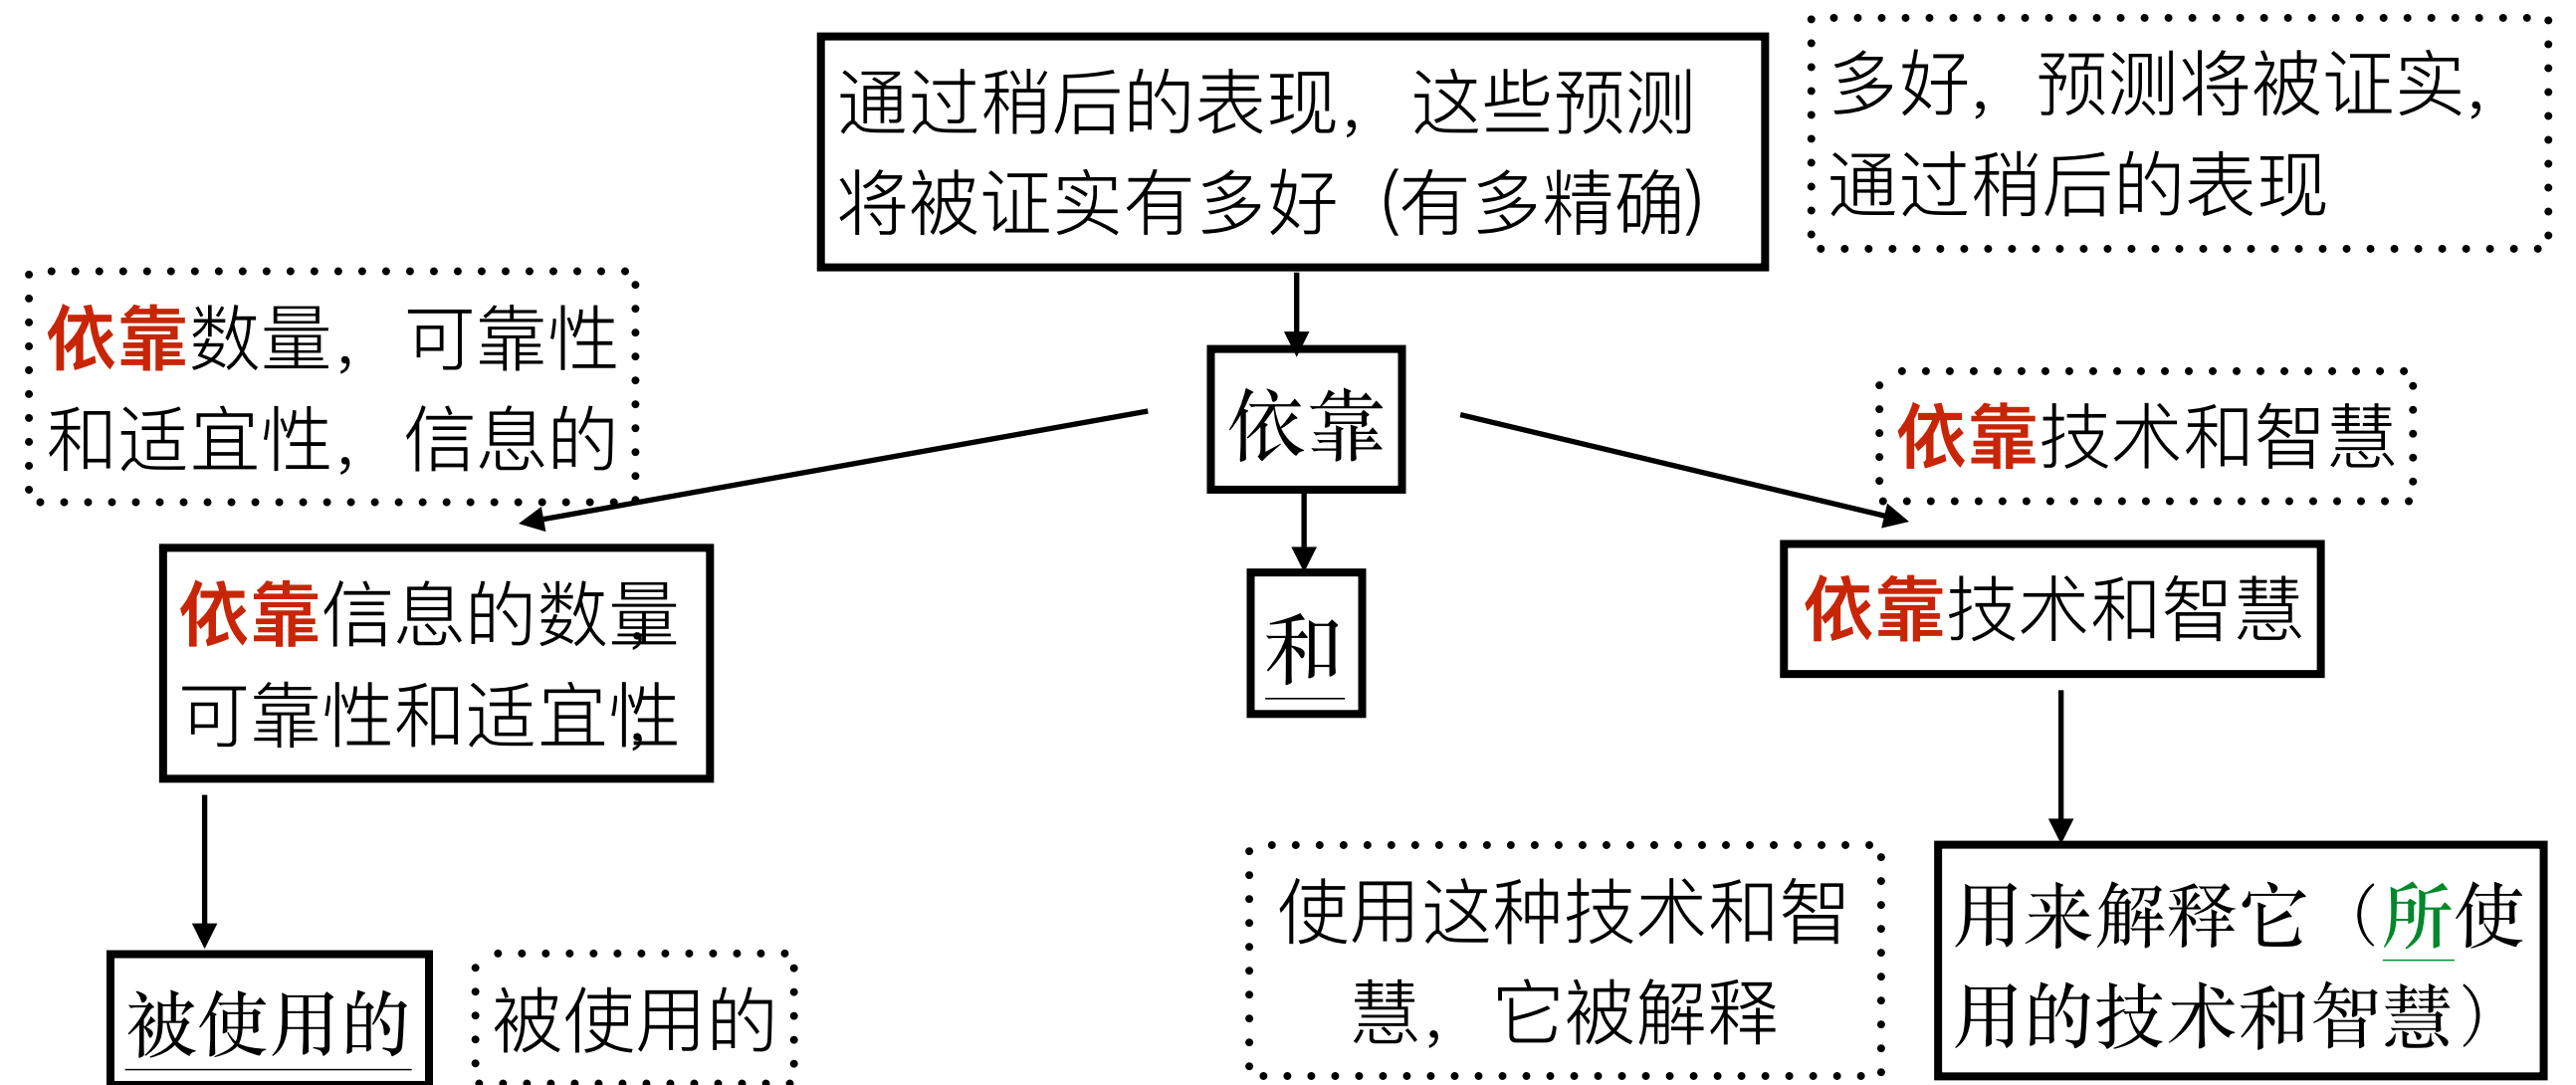 通过稍后的表现，这些预测
将被证实有多好（有多精确）
多好，预测将被证实，
通过稍后的表现
依靠数量，可靠性
和适宜性，信息的
依靠
依靠技术和智慧
依靠信息的数量，
可靠性和适宜性，
和
依靠技术和智慧
被使用的
被使用的
使用这种技术和智
慧，它被解释
用来解释它（所使
用的技术和智慧）